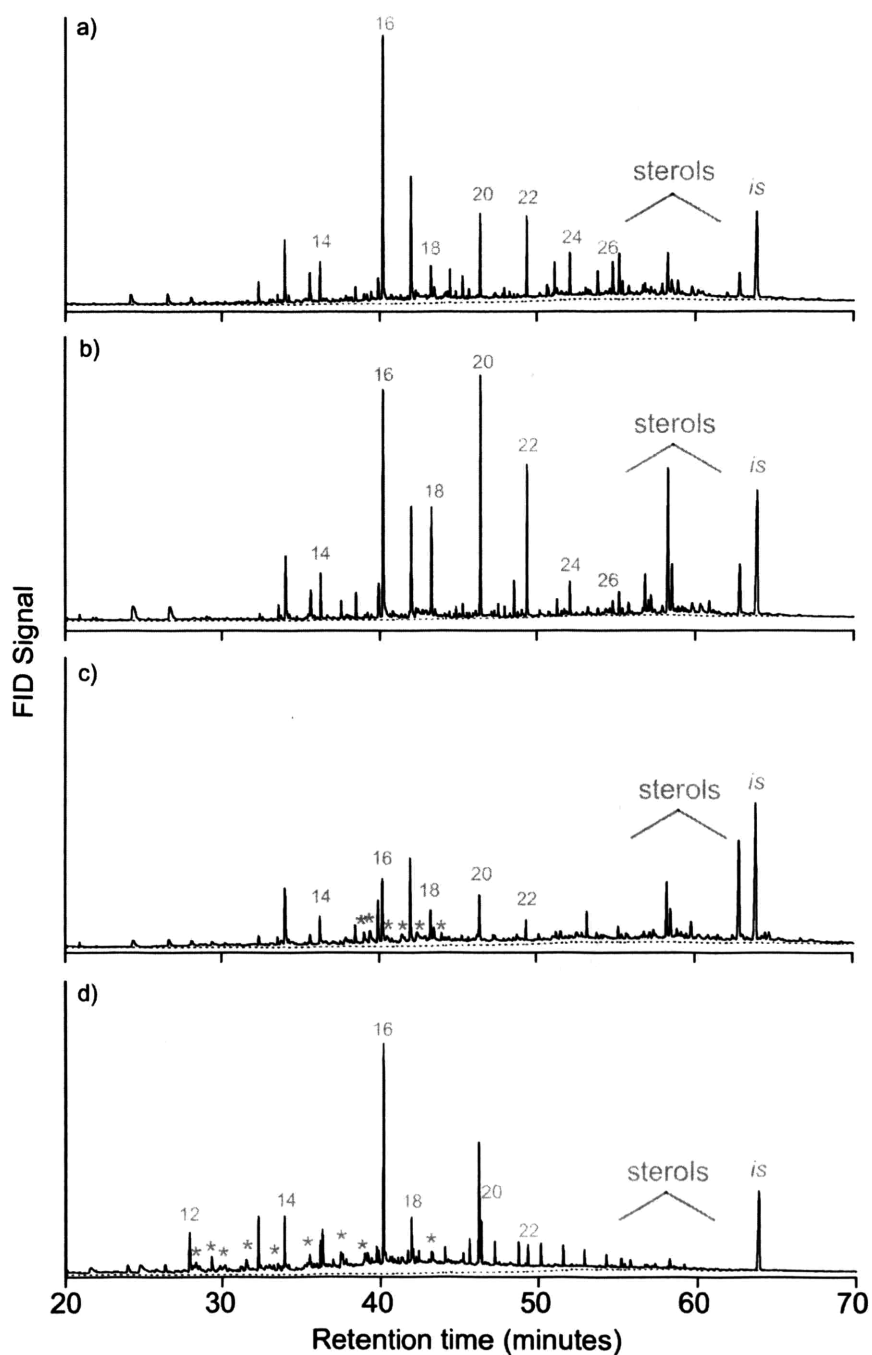 a)
16
sterols
is
14
18
20
22
24
26
b)
16
20
sterols
is
22
18
14
24
26
c)
sterols
is
16
14
18
20
22
* * * * * *
d)
16
sterols
is
12
14
18
20
22
* * * * * * * *
FID Signal
20 30 40 50 60 70
Retention time (minutes)